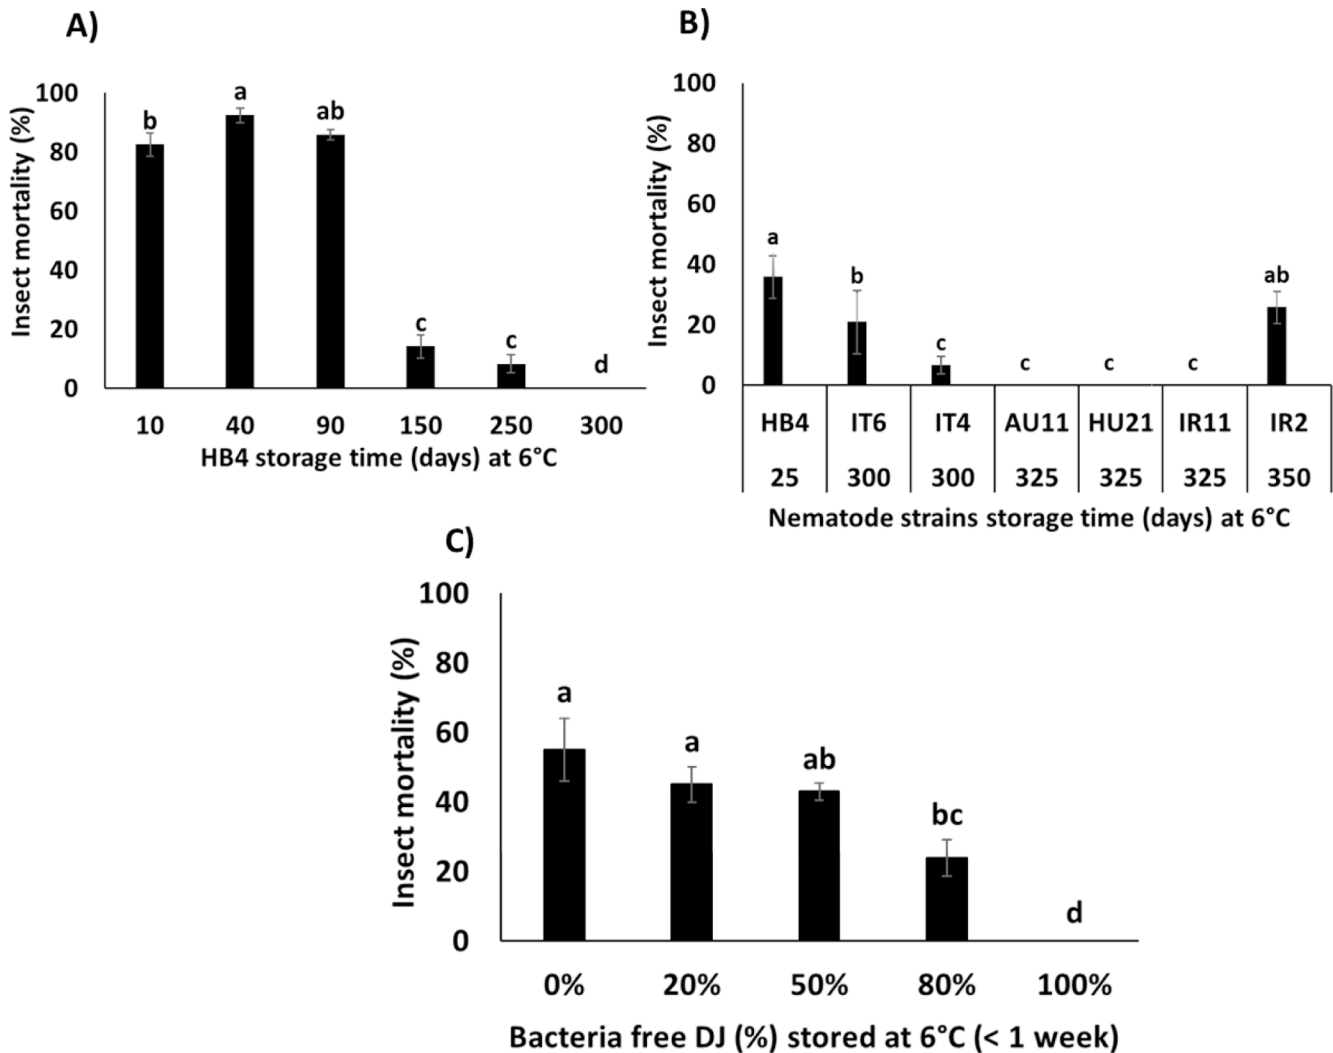 A)
Insect mortality (%)
100
80
60
40
20
0
b
a
ab
c
c
d
10 40 90 150 250 300
HB4 storage time (days) at 6°C
B)
Insect mortality (%)
100
80
60
40
20
0
a
b
c
c
c
c
ab
HB4 IT6 IT4 AU11 HU21 IR11 IR2
25 300 300 325 325 325 350
Nematode strains storage time (days) at 6°C
C)
Insect mortality (%)
100
80
60
40
20
0
a
a
ab
bc
d
0% 20% 50% 80% 100%
Bacteria free DJ (%) stored at 6°C (< 1 week)